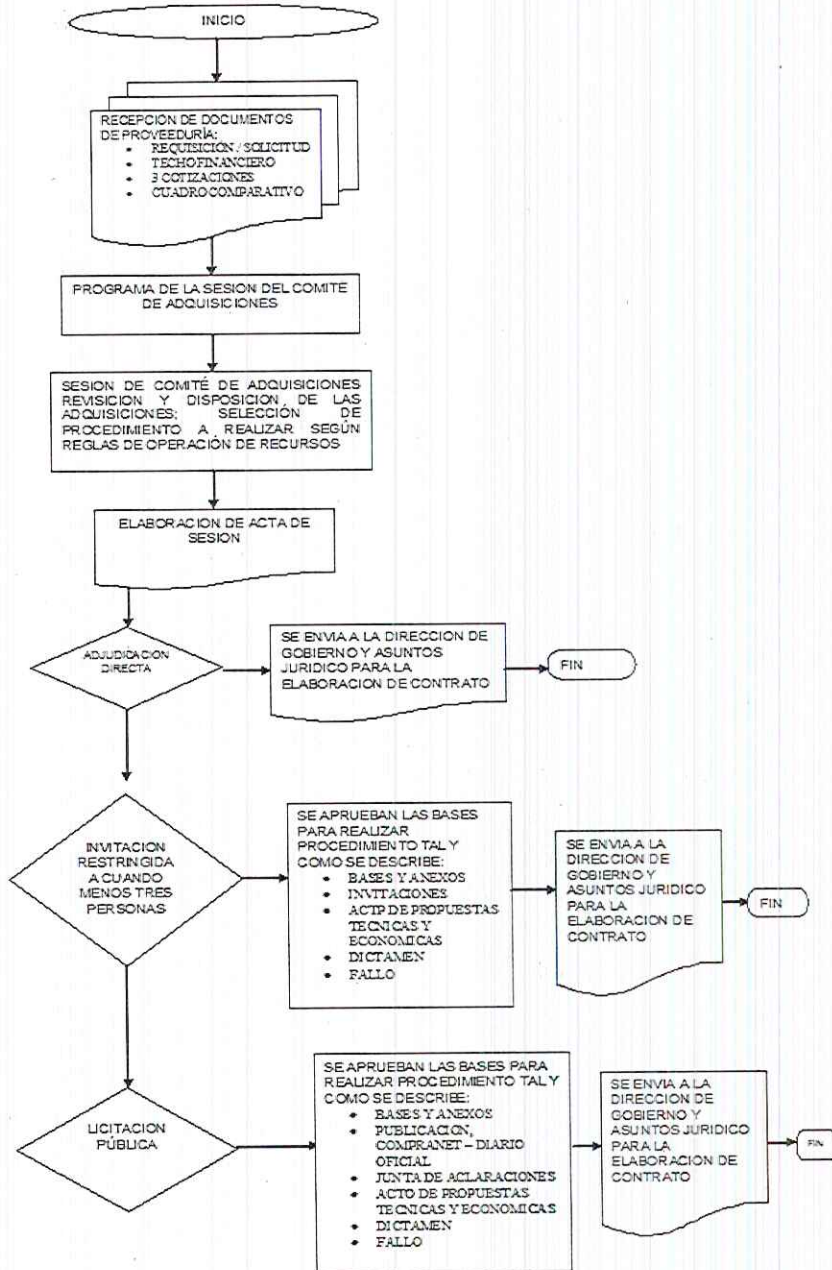 INICIO
RECEPCION DE DOCUMENTOS
DE PROVEEDURÍA:
• REQUISICIÓN / SOLICITUD
• TECHO FINANCIERO
• 3 COTIZACIONES
• CUADRO COMPARATIVO
PROGRAMA DE LA SESION DEL COMITE
DE ADQUISICIONES
SESION DE COMITÉ DE ADQUISICIONES
REVISICION Y DISPOSICION DE LAS
ADQUISICIONES; SELECCIÓN DE
PROCEDIMIENTO A REALIZAR SEGÚN
REGLAS DE OPERACIÓN DE RECURSOS
ELABORACION DE ACTA DE
SESION
ADJUDICACION
DIRECTA
SE ENVIA A LA DIRECCION DE
GOBIERNO Y ASUNTOS
JURIDICO PARA LA
ELABORACION DE CONTRATO
FIN
INVITACION
RESTRINGIDA
A CUANDO
MENOS TRES
PERSONAS
SE APRUEBAN LAS BASES
PARA REALIZAR
PROCEDIMIENTO TAL Y
COMO SE DESCRIBE:
• BASES Y ANEXOS
• INVITACIONES
• ACTP DE PROPUESTAS
TECNICAS Y
ECONOMICAS
• DICTAMEN
• FALLO
SE ENVIA A LA
DIRECCION DE
GOBIERNO Y
ASUNTOS JURIDICO
PARA LA
ELABORACION DE
CONTRATO
FIN
LICITACION
PÚBLICA
SE APRUEBAN LAS BASES PARA
REALIZAR PROCEDIMIENTO TAL Y
COMO SE DESCRIBE:
• BASES Y ANEXOS
• PUBLICACION,
COMPRANET – DIARIO
OFICIAL
• JUNTA DE ACLARACIONES
• ACTO DE PROPUESTAS
TECNICAS Y ECONOMICAS
• DICTAMEN
• FALLO
SE ENVIA A LA
DIRECCION DE
GOBIERNO Y
ASUNTOS JURIDICO
PARA LA
ELABORACION DE
CONTRATO
FIN